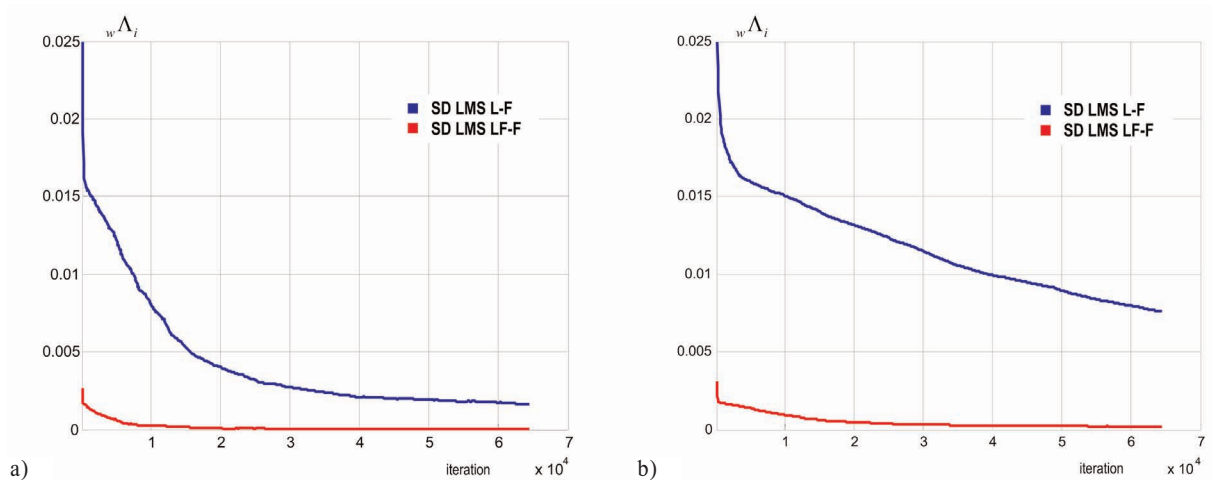 wΛi
0.025
0.02
0.015
0.01
0.005
0
1 2 3 4 5 6 7
iteration x 10^4
SD LMS L-F
SD LMS LF-F
a)
wΛi
0.025
0.02
0.015
0.01
0.005
0
1 2 3 4 5 6 7
iteration x 10^4
SD LMS L-F
SD LMS LF-F
b)